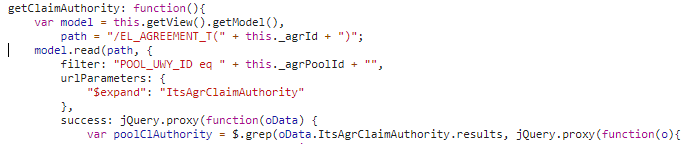 getClaimAuthority: function(){
var model = this.getView().getModel(),
path = "/EL_AGREEMENT_T(" + this._agrId + ")";
model.read(path, {
filter: "POOL_UWY_ID eq " + this._agrPoolId + "",
urlParameters: {
"$expand": "ItsAgrClaimAuthority"
},
success: jQuery.proxy(function(oData) {
var poolClAuthority = $.grep(oData.ItsAgrClaimAuthority.results, jQuery.proxy(function(o){